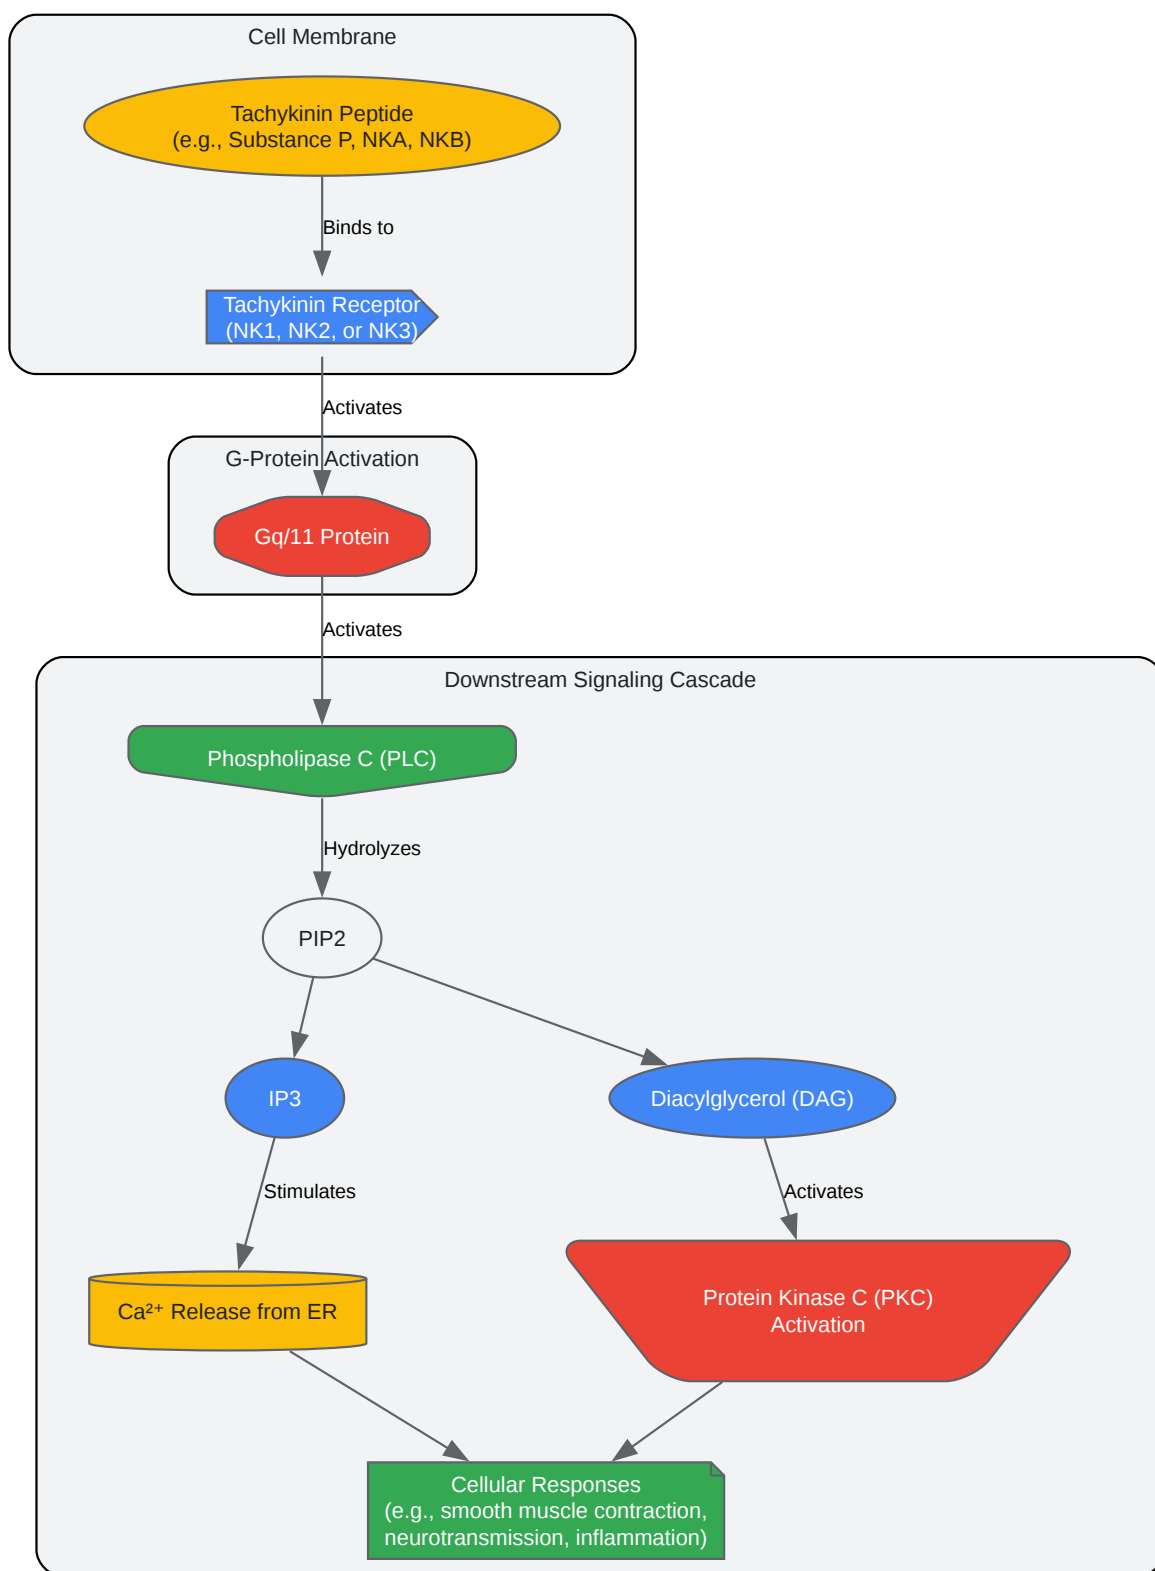 Cell Membrane
Tachykinin Peptide
(e.g., Substance P, NKA, NKB)
Binds to
Tachykinin Receptor
(NK1, NK2, or NK3)
Activates
G-Protein Activation
Gq/11 Protein
Activates
Downstream Signaling Cascade
Phospholipase C (PLC)
Hydrolyzes
PIP2
IP3
Diacylglycerol (DAG)
Stimulates
Activates
Ca²⁺ Release from ER
Protein Kinase C (PKC)
Activation
Cellular Responses
(e.g., smooth muscle contraction,
neurotransmission, inflammation)